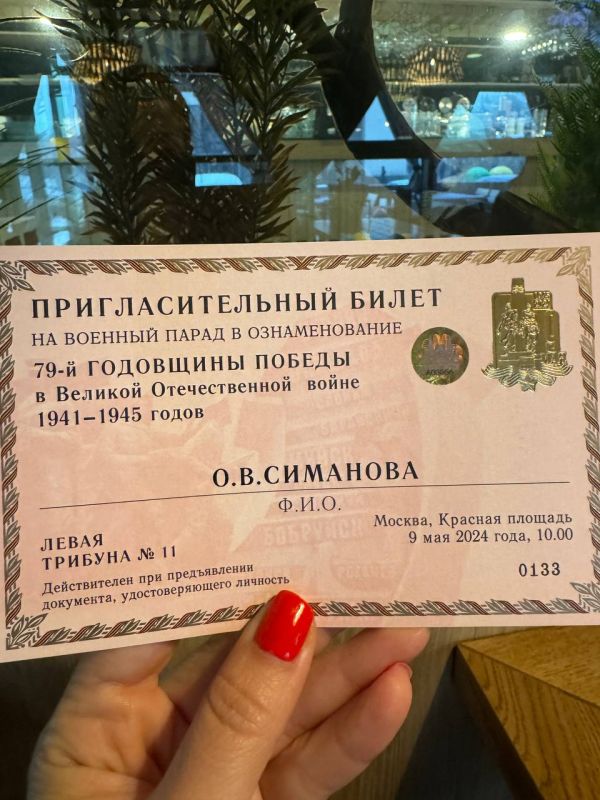 ПРИГЛАСИТЕЛЬНЫЙ БИЛЕТ
НА ВОЕННЫЙ ПАРАД В ОЗНАМЕНОВАНИЕ
79-й ГОДОВЩИНЫ ПОБЕДЫ
в Великой Отечественной войне
1941–1945 годов
О.В.СИМАНОВА
Ф.И.О.
ЛЕВАЯ
ТРИБУНА № 11
Действителен при предъявлении
документа, удостоверяющего личность
Москва, Красная площадь
9 мая 2024 года, 10.00
0133